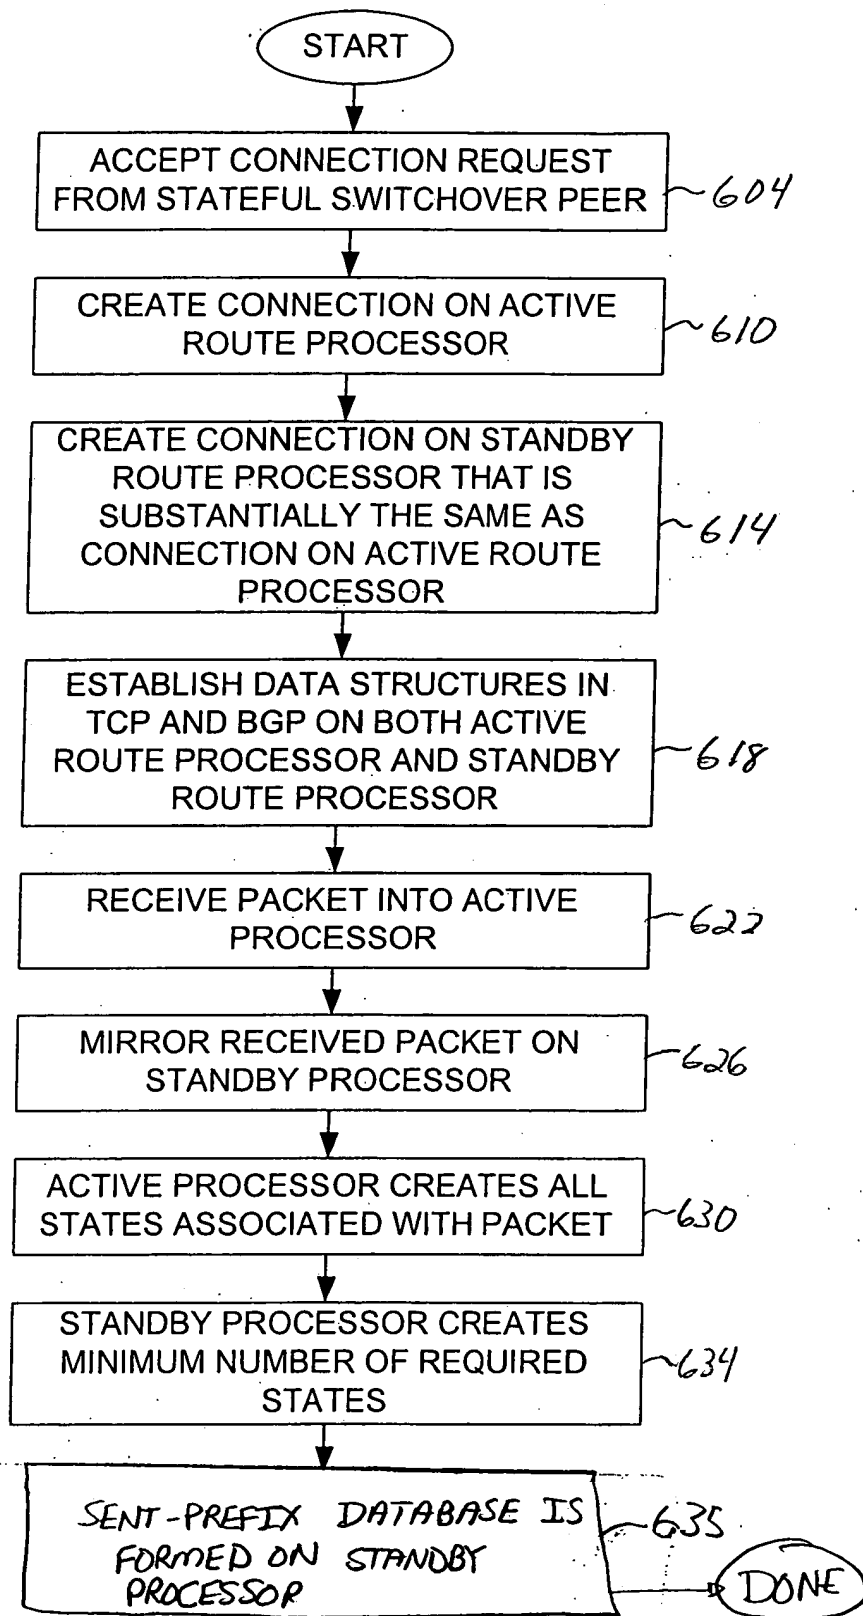 START
ACCEPT CONNECTION REQUEST
FROM STATEFUL SWITCHOVER PEER
604
CREATE CONNECTION ON ACTIVE
ROUTE PROCESSOR
610
CREATE CONNECTION ON STANDBY
ROUTE PROCESSOR THAT IS
SUBSTANTIALLY THE SAME AS
CONNECTION ON ACTIVE ROUTE
PROCESSOR
614
ESTABLISH DATA STRUCTURES IN
TCP AND BGP ON BOTH ACTIVE
ROUTE PROCESSOR AND STANDBY
ROUTE PROCESSOR
618
RECEIVE PACKET INTO ACTIVE
PROCESSOR
622
MIRROR RECEIVED PACKET ON
STANDBY PROCESSOR
626
ACTIVE PROCESSOR CREATES ALL
STATES ASSOCIATED WITH PACKET
630
STANDBY PROCESSOR CREATES
MINIMUM NUMBER OF REQUIRED
STATES
634
SENT-PREFIX DATABASE IS
FORMED ON STANDBY
PROCESSOR
635
DONE